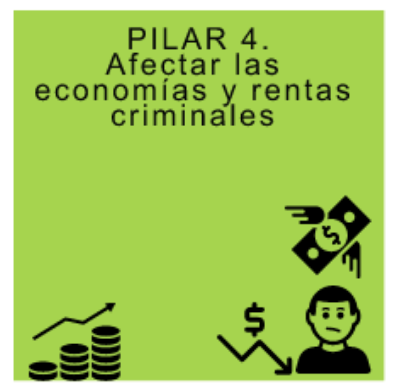 PILAR 4.
Afectar las
economías y rentas
criminales
$
$